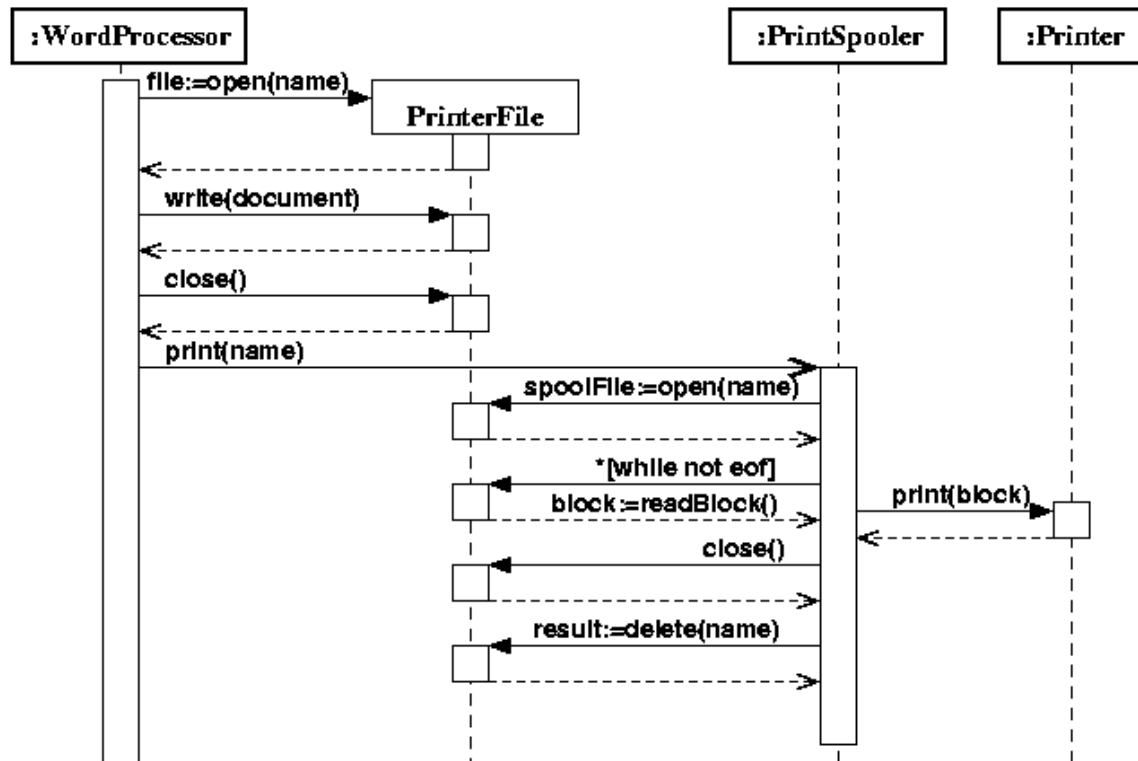 :WordProcessor
:PrintSpooler
:Printer
file:=open(name)
PrinterFile
write(document)
close()
print(name)
spoolFile:=open(name)
*[while not eof]
print(block)
block:=readBlock()
close()
result:=delete(name)